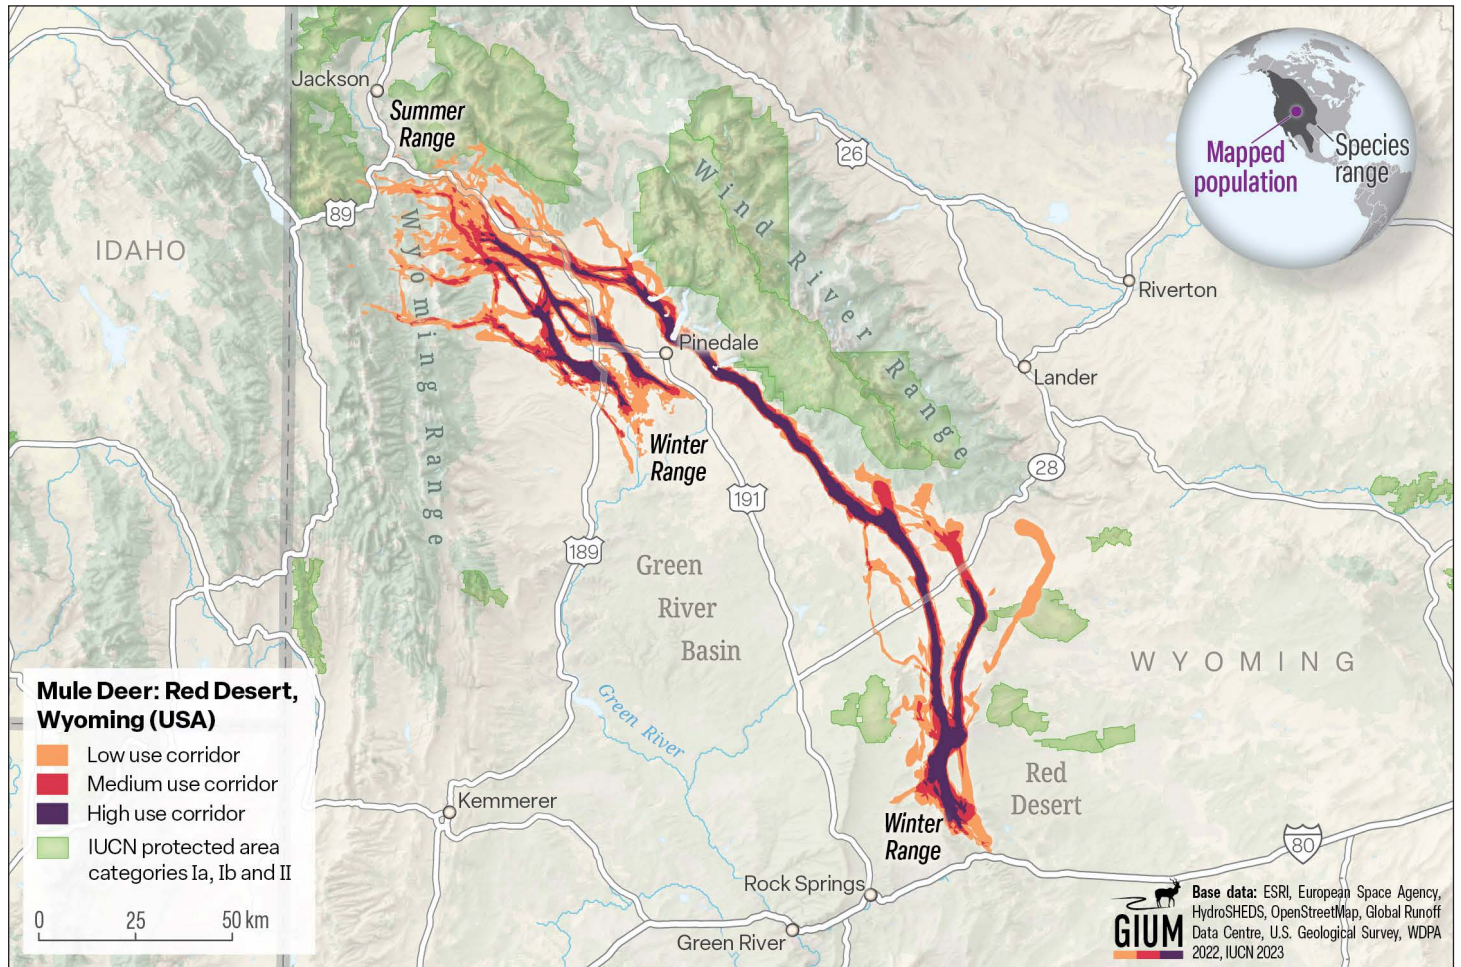 Jackson
Summer
Range
26
Mapped
population
Species
range
89
IDAHO
Wyoming Range
Wind River Range
Riverton
Pinedale
Lander
Winter
Range
28
191
189
Green
River
Basin
WYOMING
Green River
Mule Deer: Red Desert,
Wyoming (USA)
Low use corridor
Medium use corridor
High use corridor
IUCN protected area
categories Ia, Ib and II
0 25 50 km
Kemmerer
Red
Desert
Winter
Range
80
Rock Springs
Green River
GIUM
Base data: ESRI, European Space Agency,
HydroSHEDS, OpenStreetMap, Global Runoff
Data Centre, U.S. Geological Survey, WDPA
2022, IUCN 2023